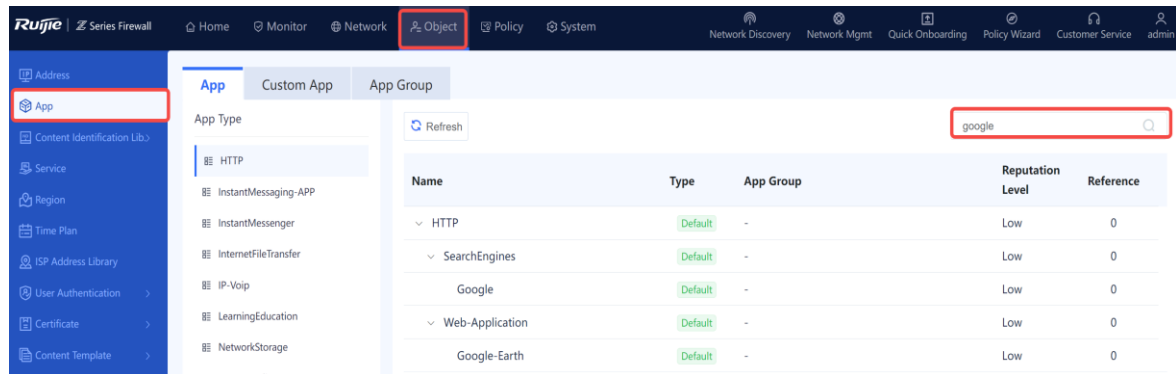 Ruijie | Z Series Firewall
Home Monitor Network Object Policy System
Network Discovery Network Mgmt Quick Onboarding Policy Wizard Customer Service admin
Address
App
Content Identification Lib.
Service
Region
Time Plan
ISP Address Library
User Authentication
Certificate
Content Template
App Custom App App Group
App Type
HTTP
InstantMessaging-APP
InstantMessenger
InternetFileTransfer
IP-Voip
LearningEducation
NetworkStorage
Refresh
google
Name Type App Group Reputation Level Reference
HTTP Default - Low 0
SearchEngines Default - Low 0
Google Default - Low 0
Web-Application Default - Low 0
Google-Earth Default - Low 0